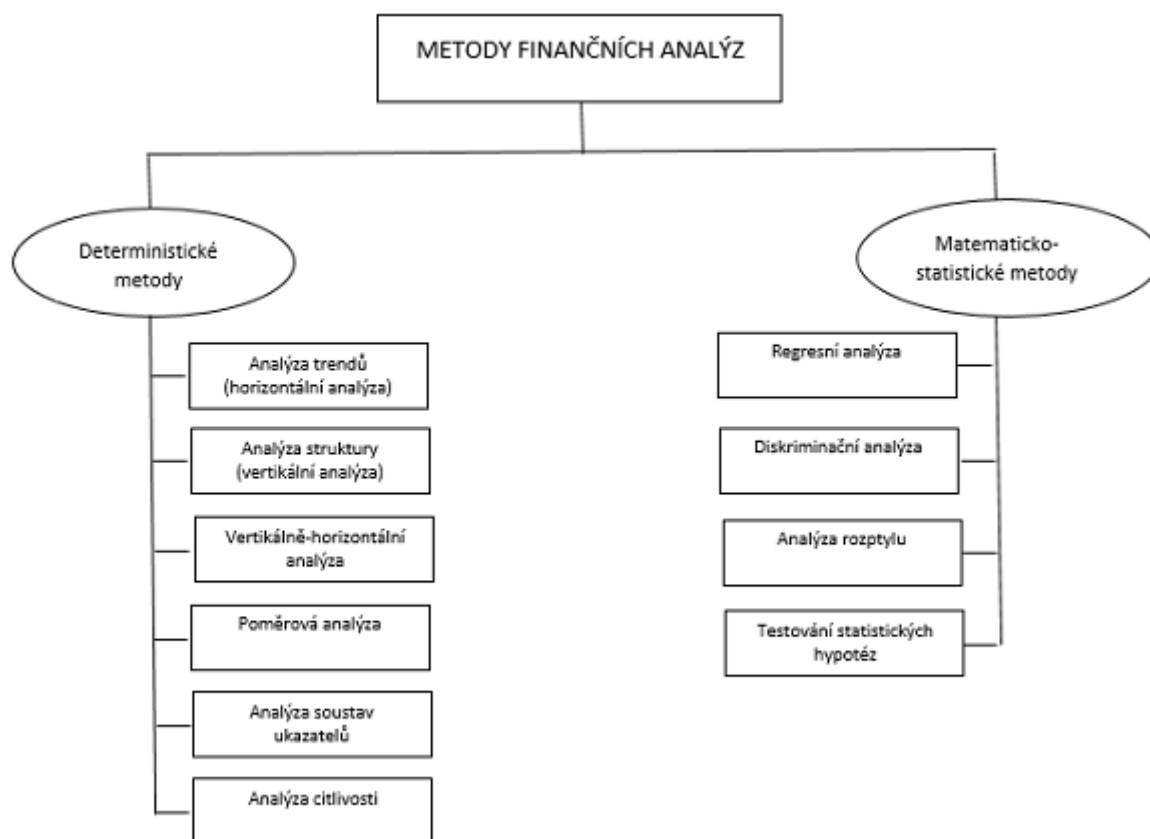 METODY FINANČNÍCH ANALÝZ
Deterministické
metody
Analýza trendů
(horizontální analýza)
Analýza struktury
(vertikální analýza)
Vertikálně-horizontální
analýza
Poměrová analýza
Analýza soustav
ukazatelů
Analýza citlivosti
Matematicko-
statistické metody
Regresní analýza
Diskriminační analýza
Analýza rozptylu
Testování statistických
hypotéz